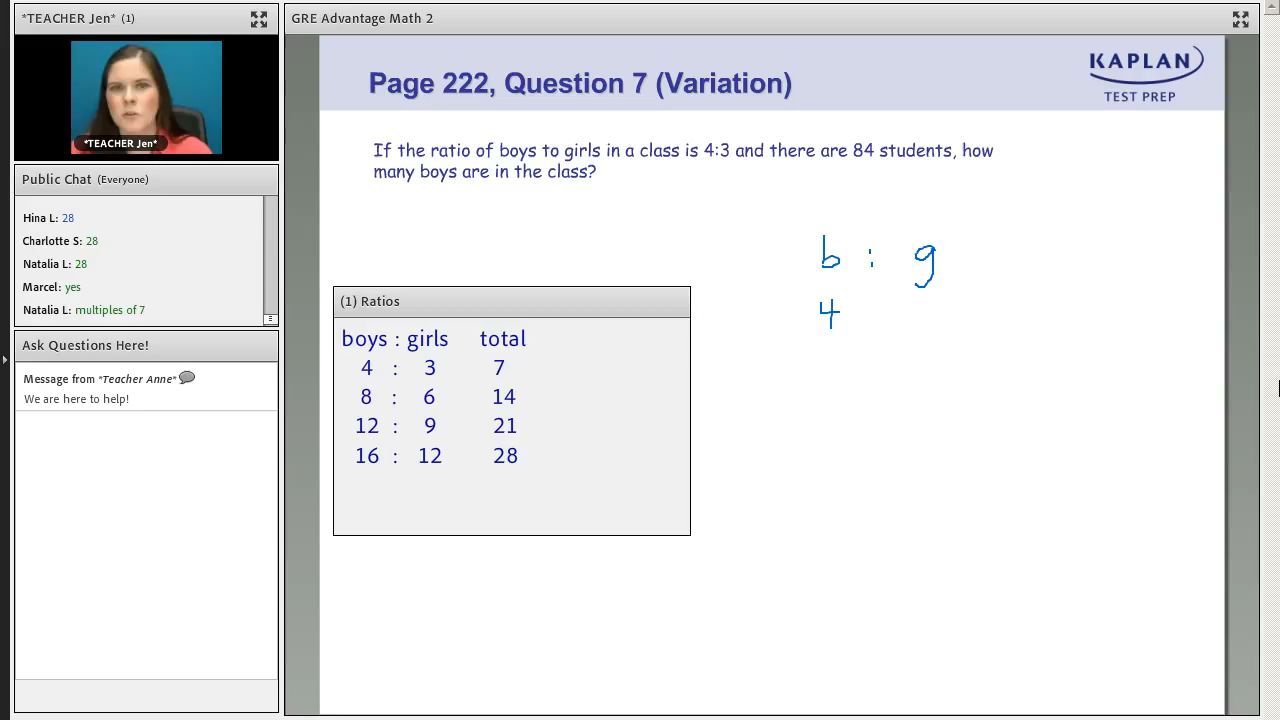 *TEACHER Jen* (1)
*TEACHER Jen*
Public Chat (Everyone)
Hina L: 28
Charlotte S: 28
Natalia L: 28
Marcel: yes
Natalia L: multiples of 7
Ask Questions Here!
Message from *Teacher Anne*
We are here to help!
GRE Advantage Math 2
Page 222, Question 7 (Variation)
KAPLAN
TEST PREP
If the ratio of boys to girls in a class is 4:3 and there are 84 students, how
many boys are in the class?
b : g
4
(1) Ratios
boys : girls total
4 : 3 7
8 : 6 14
12 : 9 21
16 : 12 28